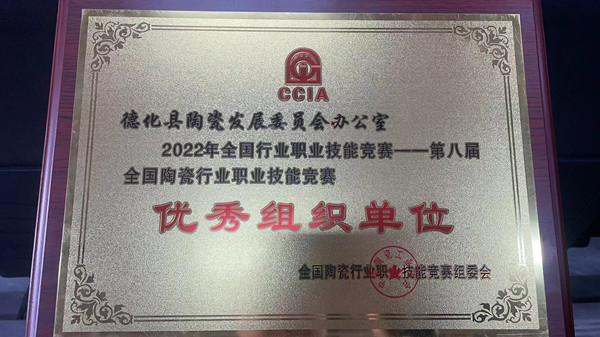 CCIA
德化县陶瓷发展委员会办公室
2022年全国行业职业技能竞赛——第八届
全国陶瓷行业职业技能竞赛
优秀组织单位
全国陶瓷行业职业技能竞赛组委会